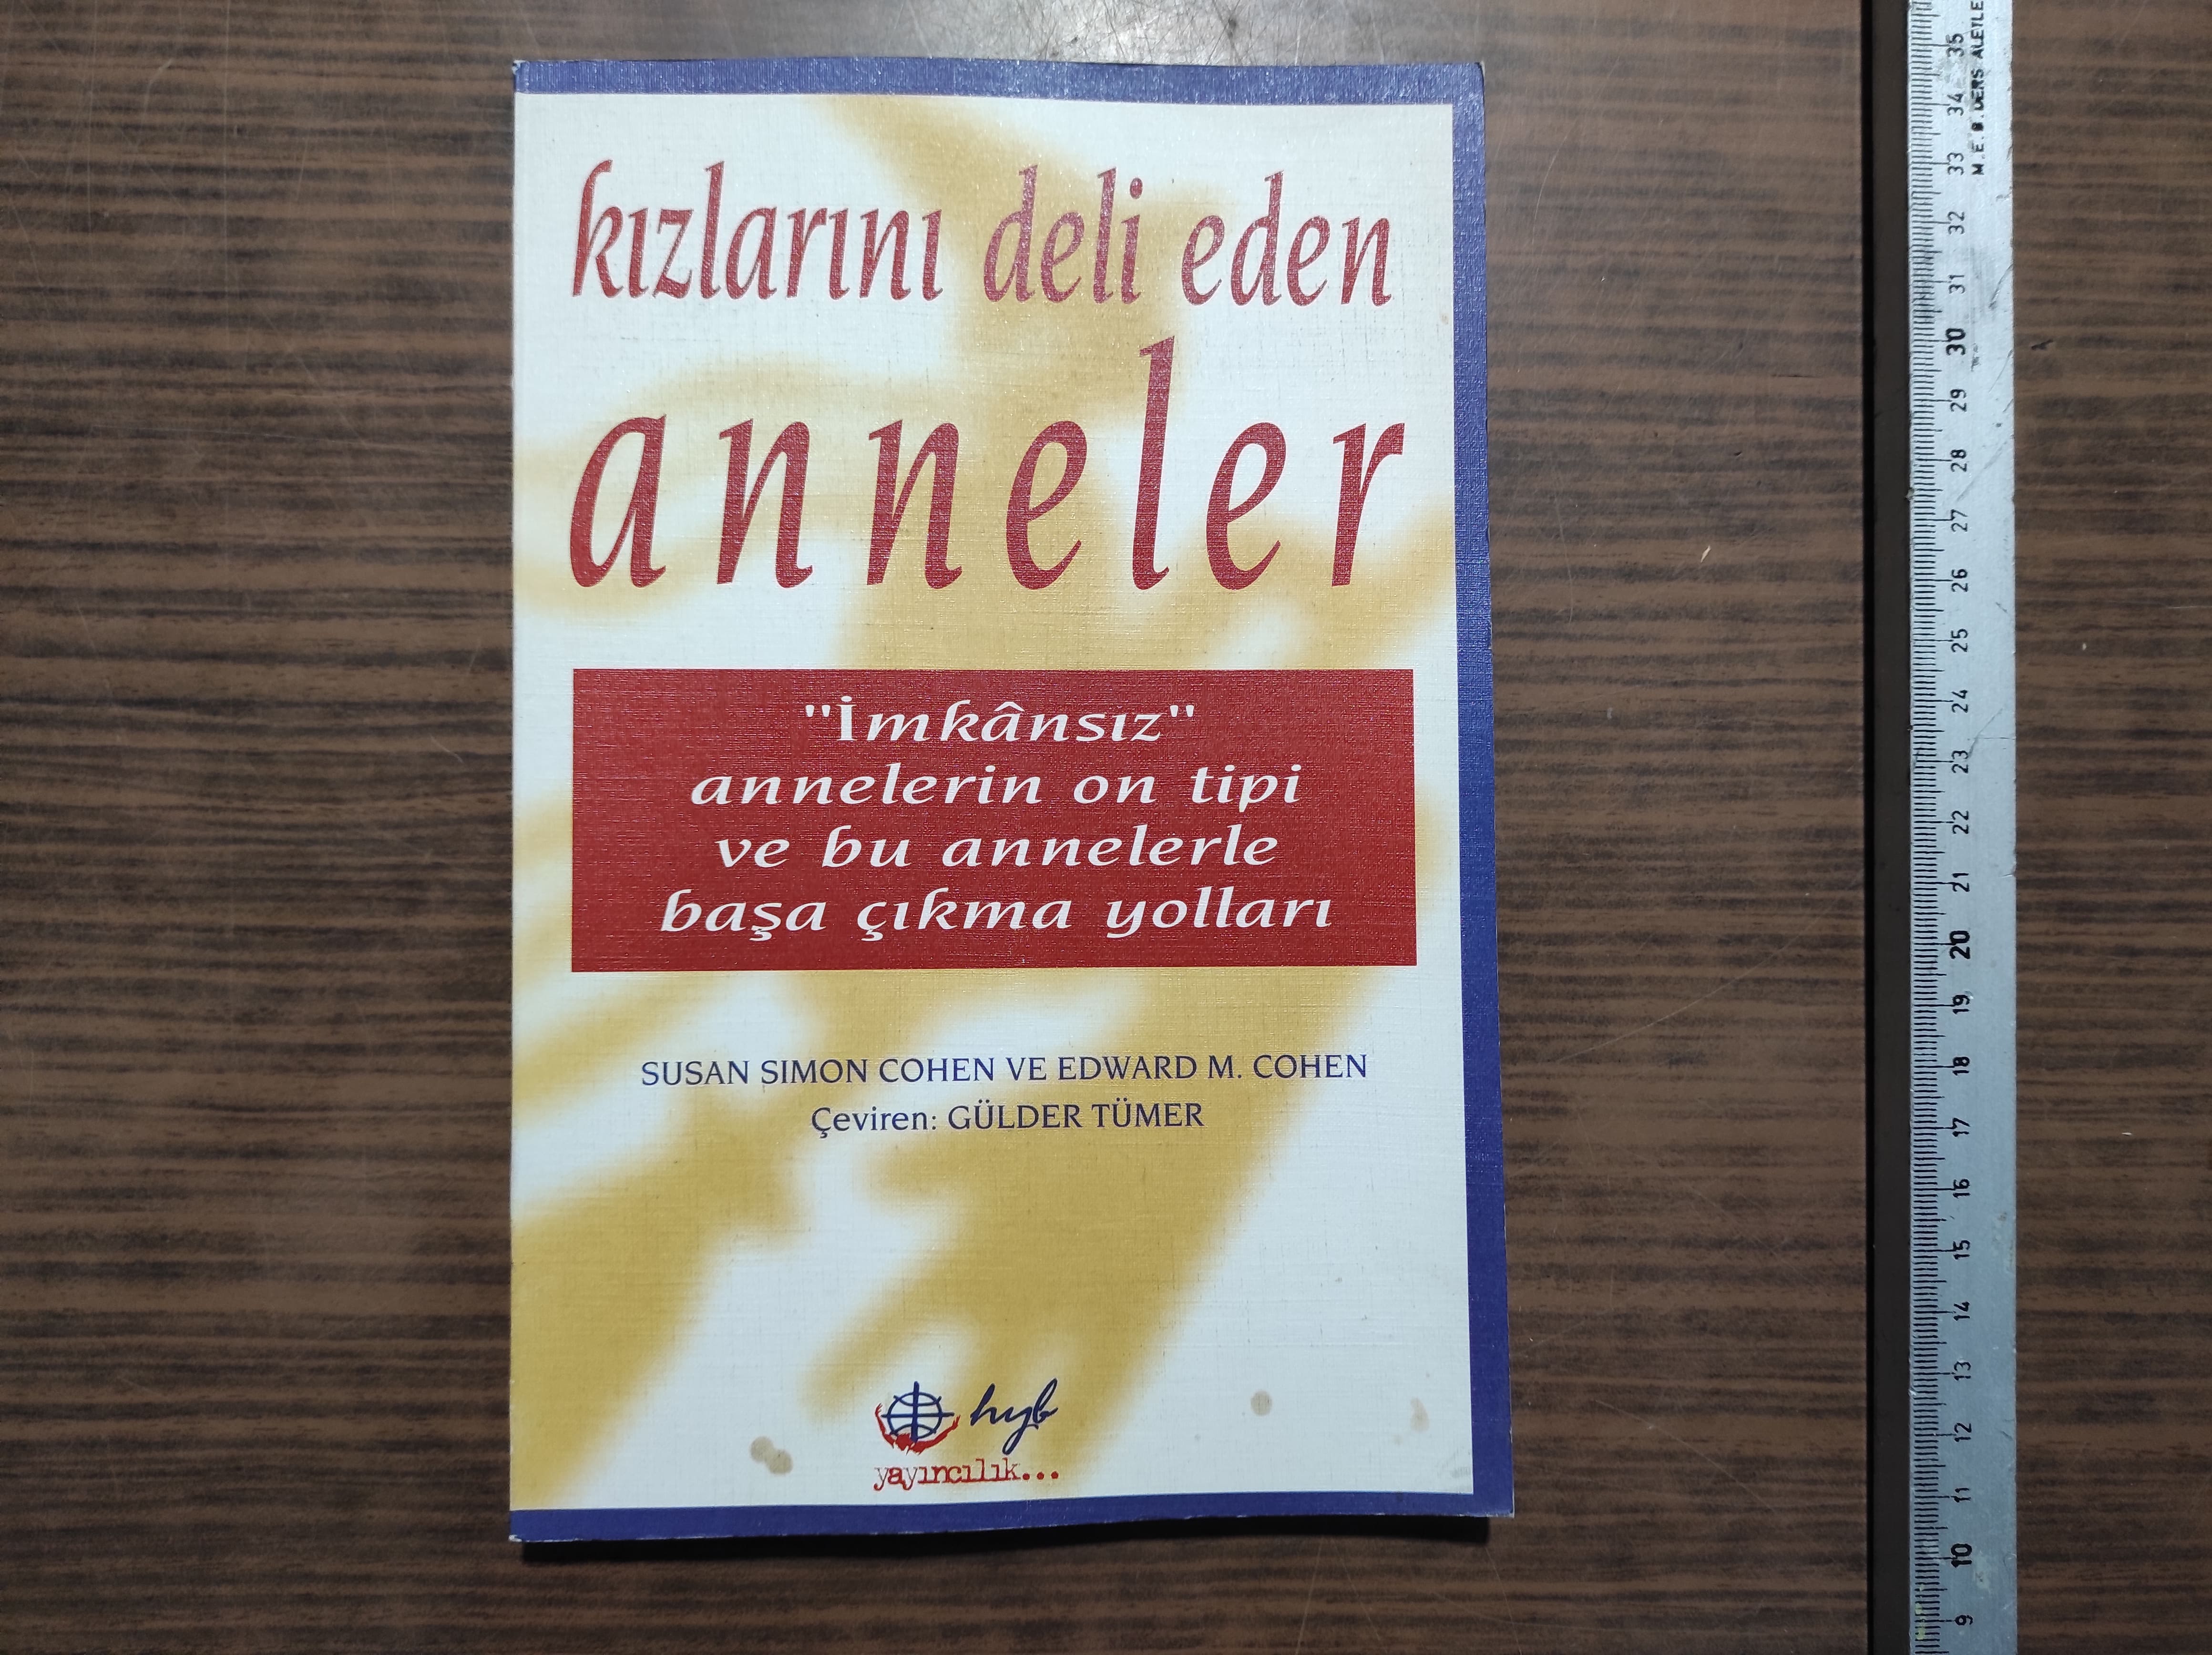 kızlarını deli eden
anneler
"İmkânsız"
annelerin on tipi
ve bu annelerle
başa çıkma yolları
SUSAN SIMON COHEN VE EDWARD M. COHEN
Çeviren: GÜLDER TÜMER
hyb
yayıncılık...
M.E.B. DERS ALETLE
35
34
33
32
31
30
29
28
27
26
25
24
23
22
21
20
19
18
17
16
15
14
13
12
11
10
9